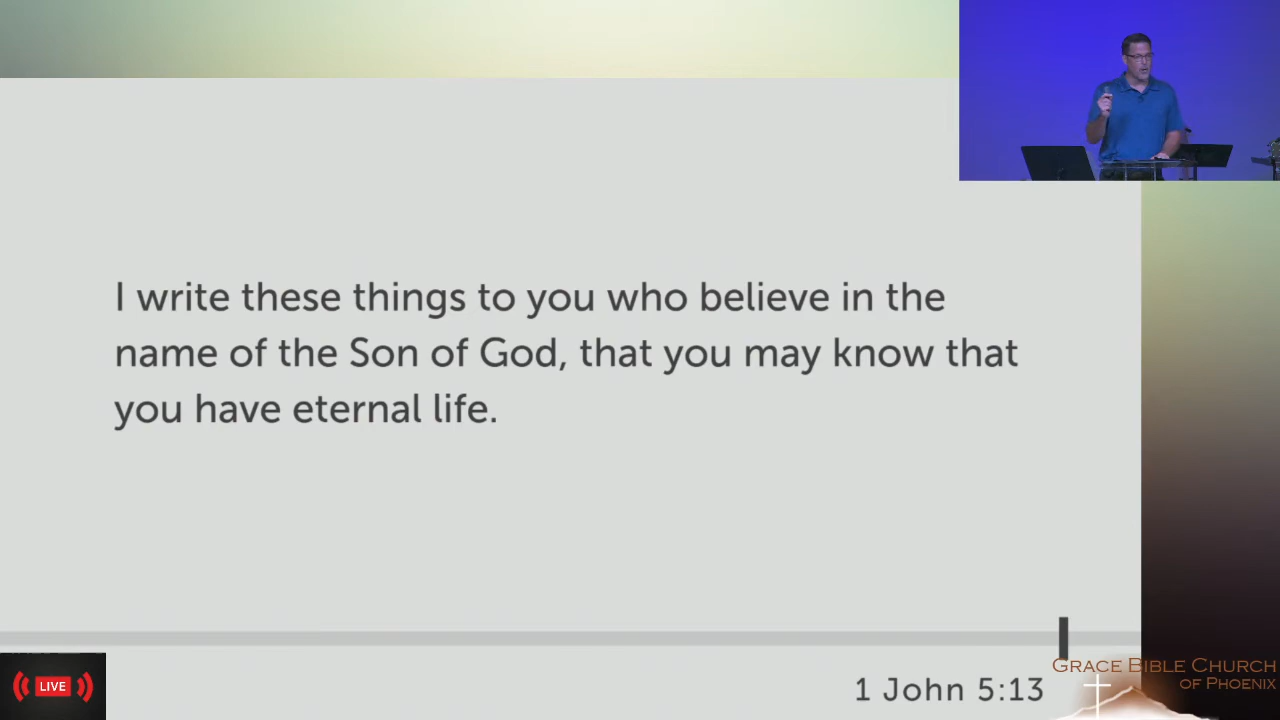 I write these things to you who believe in the
name of the Son of God, that you may know that
you have eternal life.
LIVE
1 John 5:13
GRACE BIBLE CHURCH
OF PHOENIX